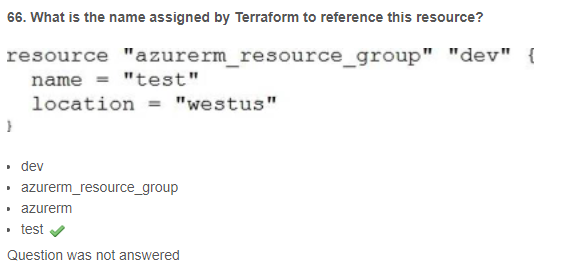 66. What is the name assigned by Terraform to reference this resource?
resource "azurerm_resource_group" "dev" {
name = "test"
location = "westus"
}
• dev
• azurerm_resource_group
• azurerm
• test
Question was not answered